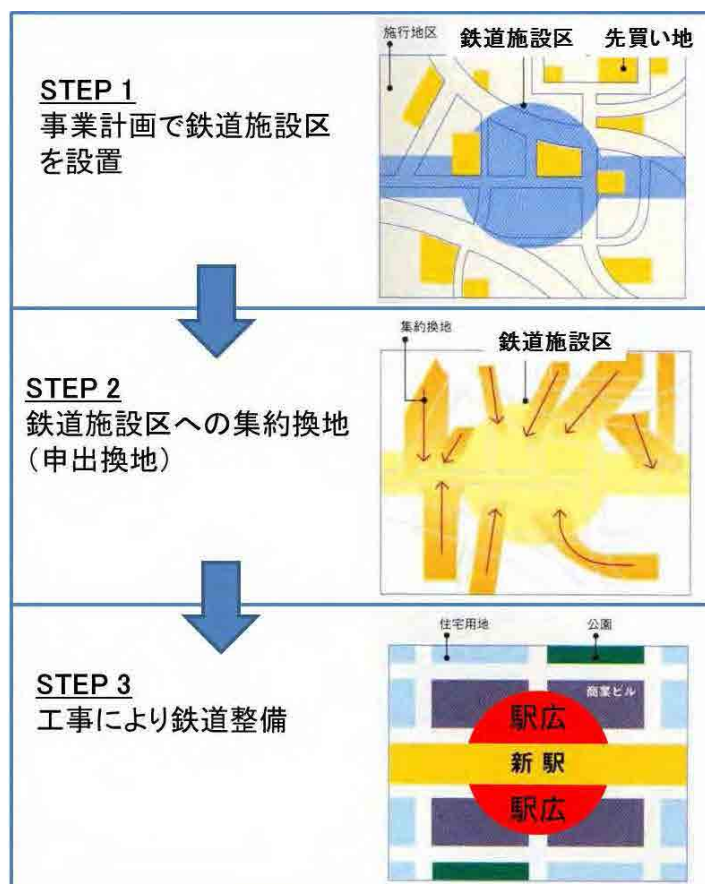 施行地区
鉄道施設区
先買い地
STEP 1
事業計画で鉄道施設区
を設置
集約換地
鉄道施設区
STEP 2
鉄道施設区への集約換地
(申出換地)
住宅用地
公園
STEP 3
工事により鉄道整備
商業ビル
駅広
新 駅
駅広